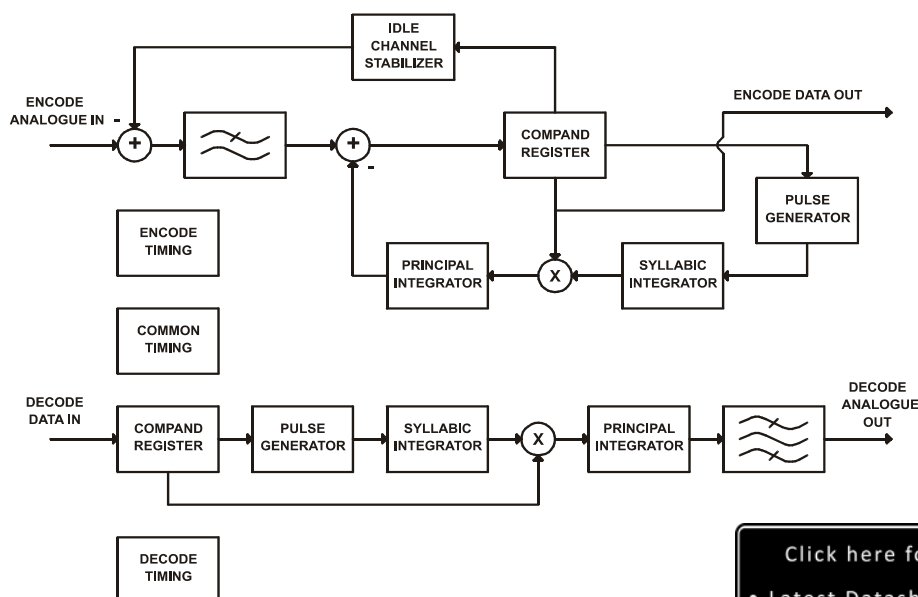 IDLE
CHANNEL
STABILIZER
ENCODE
ANALOGUE IN
-
+
+
-
COMPAND
REGISTER
ENCODE DATA OUT
PULSE
GENERATOR
ENCODE
TIMING
PRINCIPAL
INTEGRATOR
X
SYLLABIC
INTEGRATOR
COMMON
TIMING
DECODE
DATA IN
COMPAND
REGISTER
PULSE
GENERATOR
SYLLABIC
INTEGRATOR
X
PRINCIPAL
INTEGRATOR
DECODE
ANALOGUE
OUT
DECODE
TIMING
Click here fo